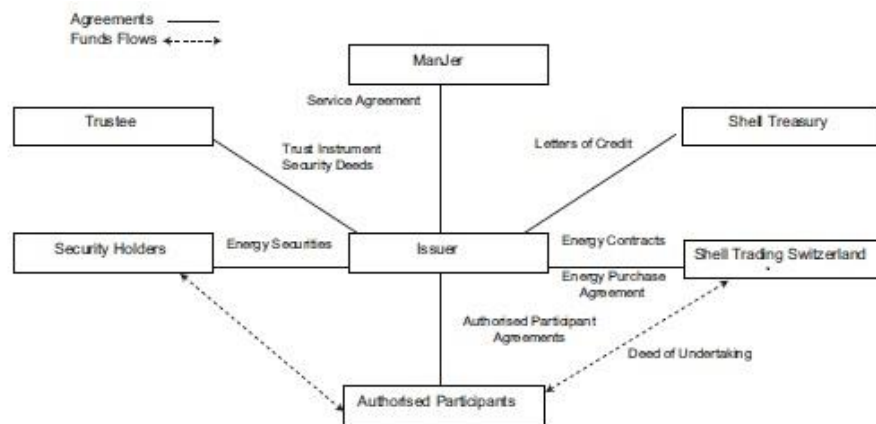 Agreements
Funds Flows
ManJer
Service Agreement
Trustee
Shell Treasury
Trust Instrument
Security Deeds
Letters of Credit
Security Holders
Energy Securities
Issuer
Energy Contracts
Shell Trading Switzerland
Energy Purchase
Agreement
Authorised Participant
Agreements
Deed of Undertaking
Authorised Participants